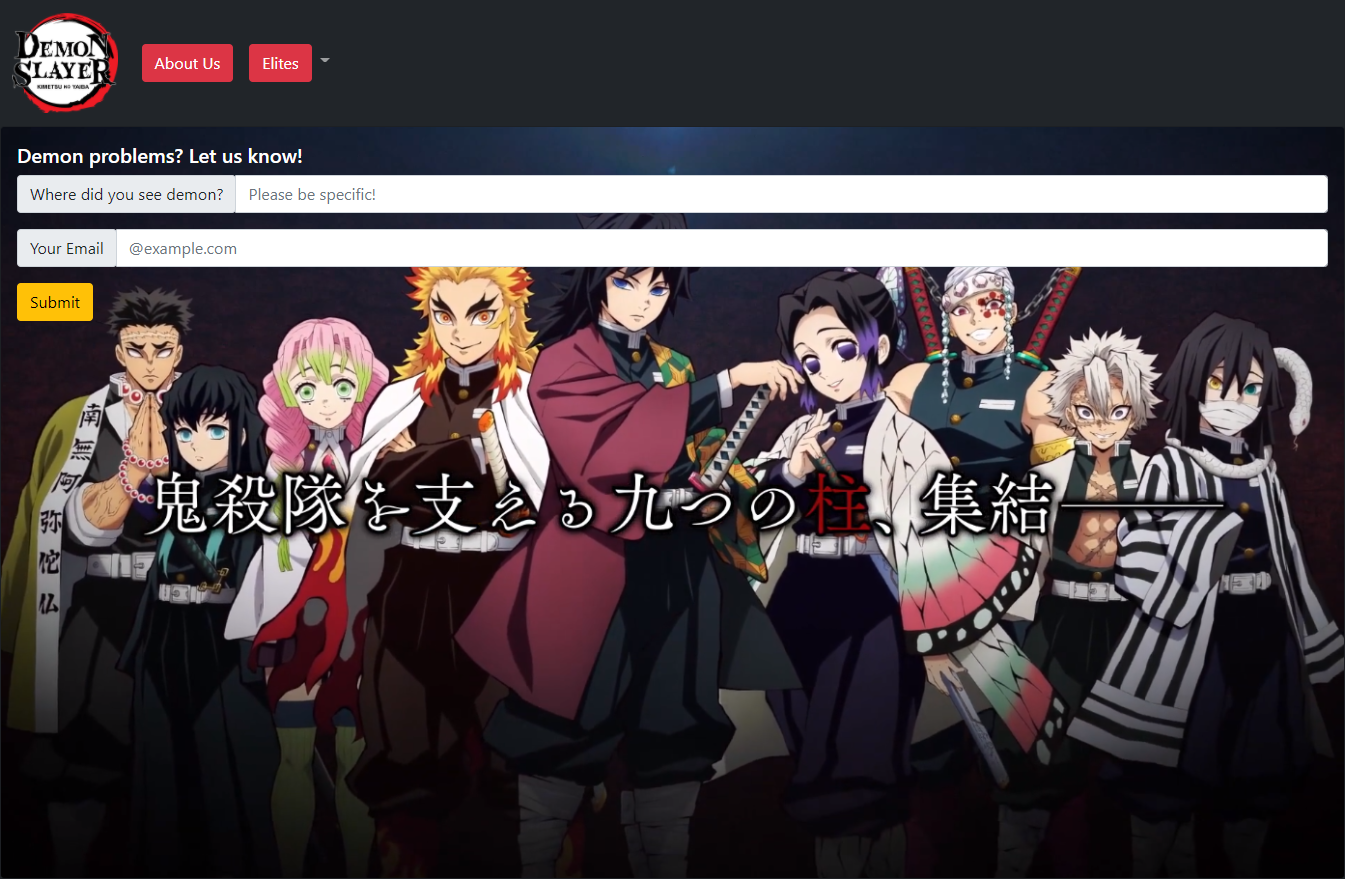 DEMON
SLAYER
KIMETSU NO YAIBA
About Us
Elites
Demon problems? Let us know!
Where did you see demon? Please be specific!
Your Email @example.com
Submit
南無阿弥陀仏
鬼殺隊を支える九つの柱、集結――